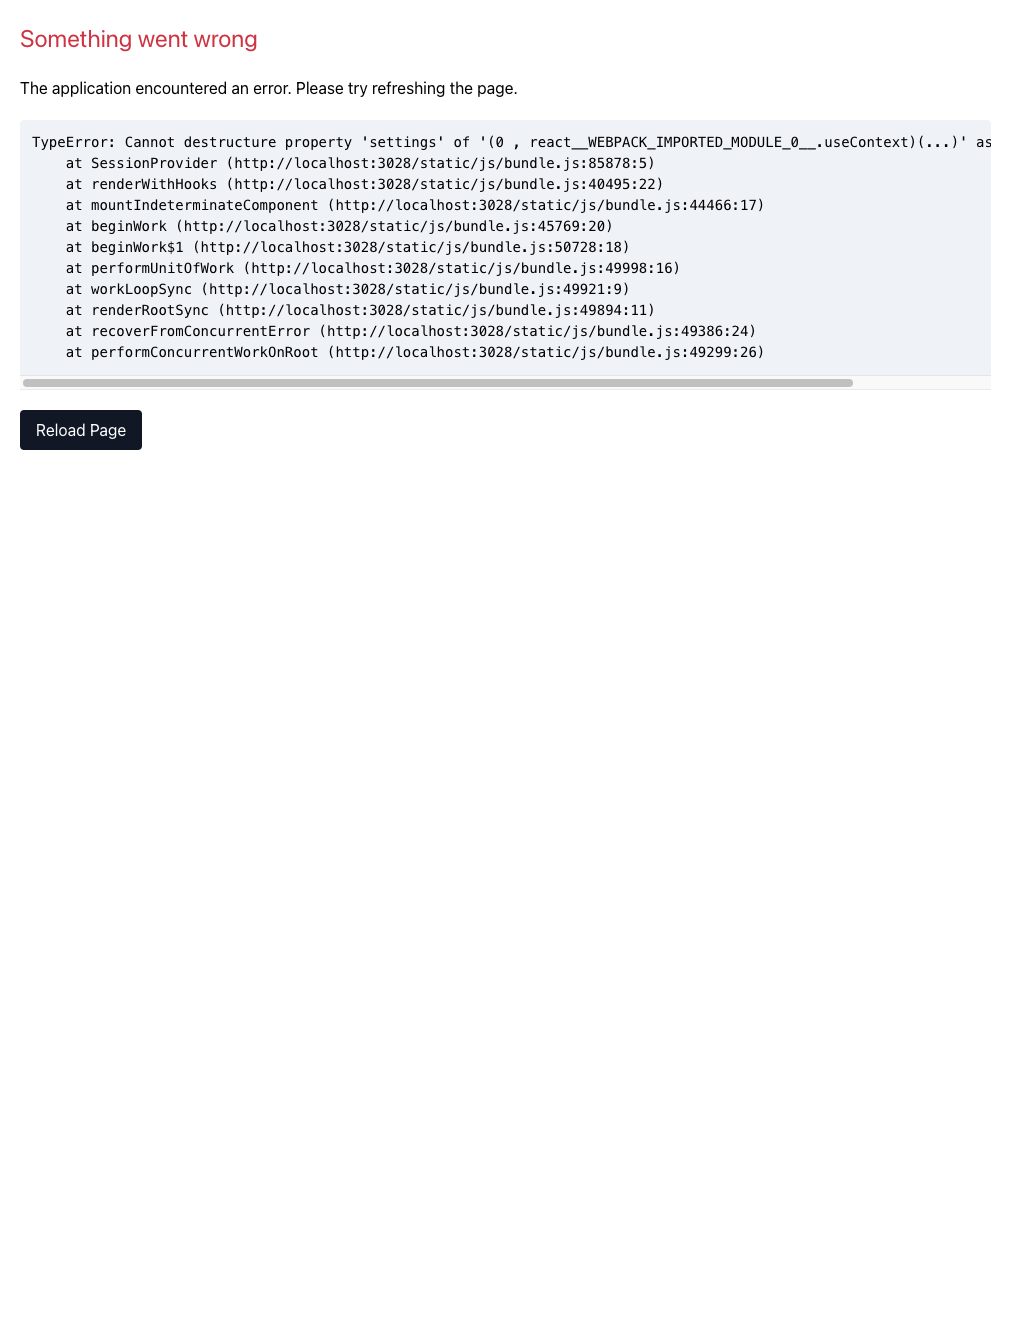 Something went wrong
The application encountered an error. Please try refreshing the page.
TypeError: Cannot destructure property 'settings' of '(0 , react__WEBPACK_IMPORTED_MODULE_0__.useContext)(...)' as
    at SessionProvider (http://localhost:3028/static/js/bundle.js:85878:5)
    at renderWithHooks (http://localhost:3028/static/js/bundle.js:40495:22)
    at mountIndeterminateComponent (http://localhost:3028/static/js/bundle.js:44466:17)
    at beginWork (http://localhost:3028/static/js/bundle.js:45769:20)
    at beginWork$1 (http://localhost:3028/static/js/bundle.js:50728:18)
    at performUnitOfWork (http://localhost:3028/static/js/bundle.js:49998:16)
    at workLoopSync (http://localhost:3028/static/js/bundle.js:49921:9)
    at renderRootSync (http://localhost:3028/static/js/bundle.js:49894:11)
    at recoverFromConcurrentError (http://localhost:3028/static/js/bundle.js:49386:24)
    at performConcurrentWorkOnRoot (http://localhost:3028/static/js/bundle.js:49299:26)
Reload Page